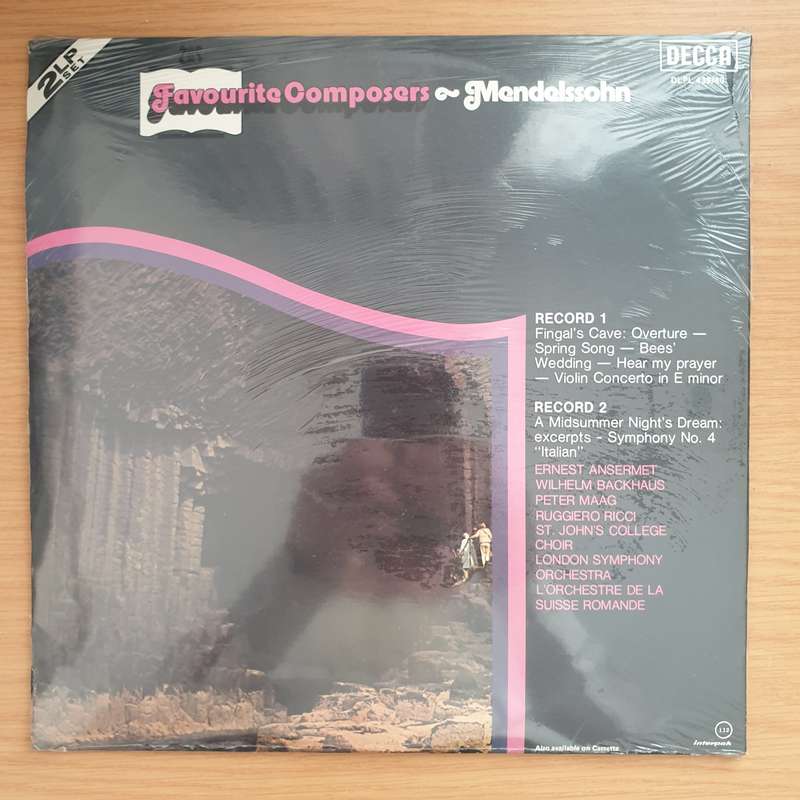 2 LP
SET
DECCA
Favourite Composers ~ Mendelssohn
RECORD 1
Fingal's Cave: Overture —
Spring Song — Bees'
Wedding — Hear my prayer
— Violin Concerto in E minor
RECORD 2
A Midsummer Night's Dream:
excerpts - Symphony No. 4
"Italian"
ERNEST ANSERMET
WILHELM BACKHAUS
PETER MAAG
RUGGIERO RICCI
ST. JOHN'S COLLEGE
CHOIR
LONDON SYMPHONY
ORCHESTRA
L'ORCHESTRE DE LA
SUISSE ROMANDE
Also available on Cassette
interpak